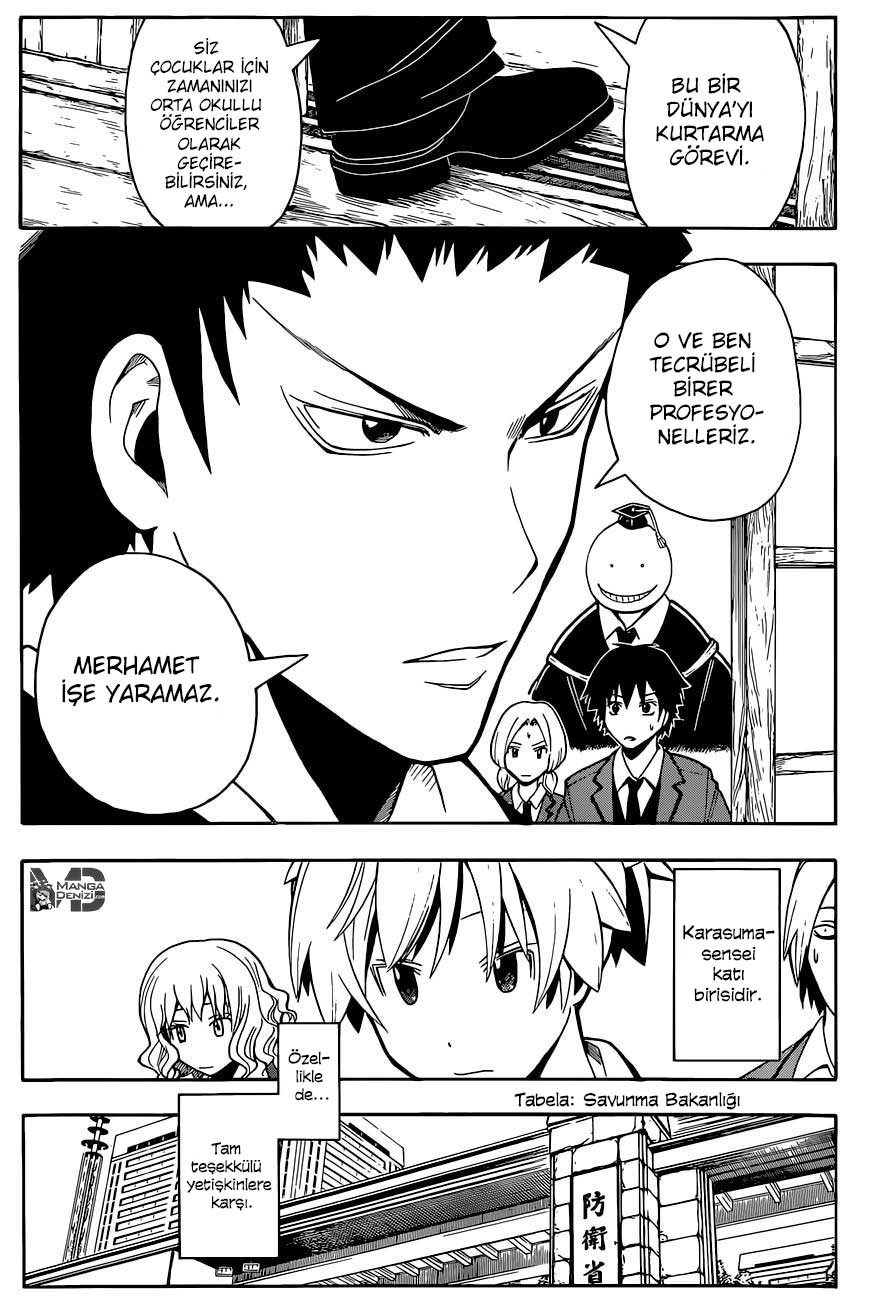 BU BİR
DÜNYA'YI
KURTARMA
GÖREVİ.
SİZ
ÇOCUKLAR İÇİN
ZAMANINIZI
ORTA OKULLU
ÖĞRENCİLER
OLARAK
GEÇİRE-
BİLİRSİNİZ,
AMA...
O VE BEN
TECRÜBELİ
BİRER
PROFESYO-
NELLERİZ.
MERHAMET
İŞE YARAMAZ.
MD
MANGA
DENİZİ
Karasuma-
sensei
katı
birisidir.
Özel-
likle
de...
Tabela: Savunma Bakanlığı
Tam
teşekkülü
yetişkinlere
karşı.
防衛省